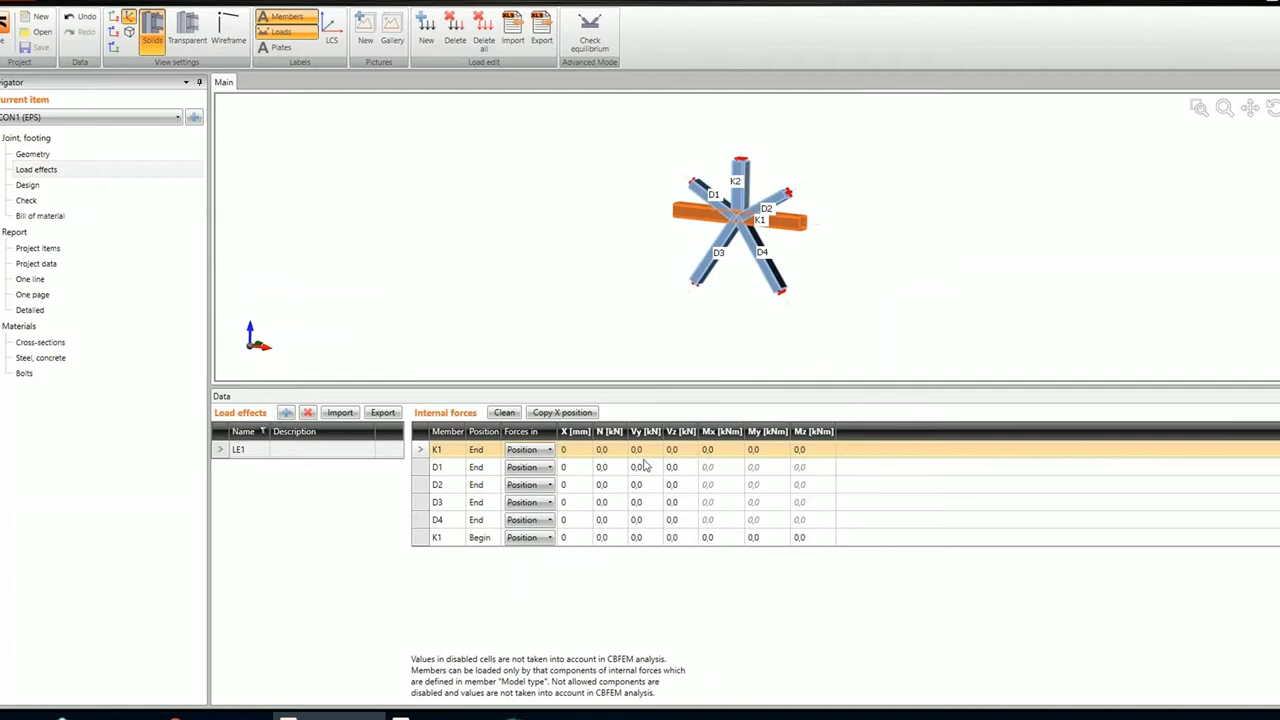 New
Open
Save
Project
Undo
Redo
Data
Solids
Transparent
Wireframe
View settings
Members
Loads
Plates
LCS
Labels
New
Gallery
Pictures
New
Delete
Delete all
Import
Export
Load edit
Check equilibrium
Advanced Mode
Main
CON1 (EPS)
Joint, footing
Geometry
Load effects
Design
Check
Bill of material
Report
Project items
Project data
One line
One page
Detailed
Materials
Cross-sections
Steel, concrete
Bolts
K2
D1
D2
K1
D3
D4
Data
Load effects Import Export
Name Description
LE1
Internal forces Clean Copy X position
Member Position Forces in X [mm] N [kN] Vy [kN] Vz [kN] Mx [kNm] My [kNm] Mz [kNm]
K1 End Position 0 0,0 0,0 0,0 0,0 0,0 0,0
D1 End Position 0 0,0 0,0 0,0 0,0 0,0 0,0
D2 End Position 0 0,0 0,0 0,0 0,0 0,0 0,0
D3 End Position 0 0,0 0,0 0,0 0,0 0,0 0,0
D4 End Position 0 0,0 0,0 0,0 0,0 0,0 0,0
K1 Begin Position 0 0,0 0,0 0,0 0,0 0,0 0,0
Values in disabled cells are not taken into account in CBFEM analysis.
Members can be loaded only by that components of internal forces which
are defined in member "Model type". Not allowed components are
disabled and values are not taken into account in CBFEM analysis.